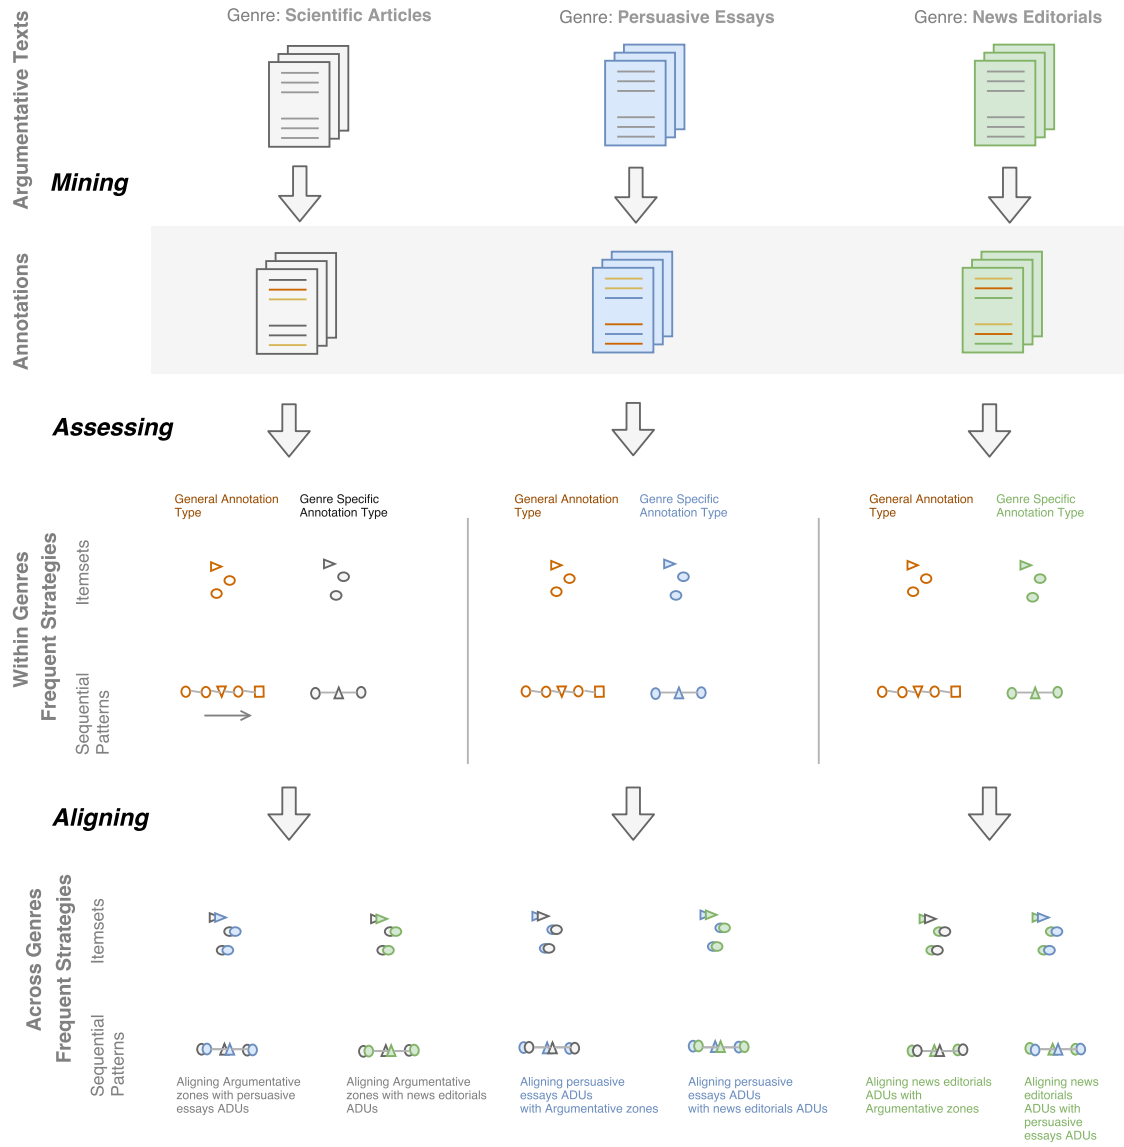 Genre: Scientific Articles
Genre: Persuasive Essays
Genre: News Editorials
Argumentative Texts
Mining
Annotations
Assessing
General Annotation
Type
Genre Specific
Annotation Type
General Annotation
Type
Genre Specific
Annotation Type
General Annotation
Type
Genre Specific
Annotation Type
Within Genres
Frequent Strategies
Itemsets
Sequential
Patterns
Aligning
Across Genres
Frequent Strategies
Itemsets
Sequential
Patterns
Aligning Argumentative
zones with persuasive
essays ADUs
Aligning Argumentative
zones with news editorials
ADUs
Aligning persuasive
essays ADUs
with Argumentative zones
Aligning persuasive
essays ADUs
with news editorials ADUs
Aligning news editorials
ADUs with
Argumentative zones
Aligning news
editorials
ADUs with
persuasive
essays ADUs